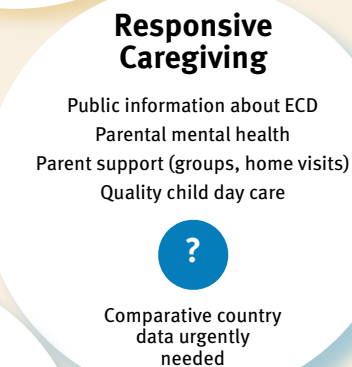 Responsive
Caregiving
Public information about ECD
Parental mental health
Parent support (groups, home visits)
Quality child day care
?
Comparative country
data urgently
needed